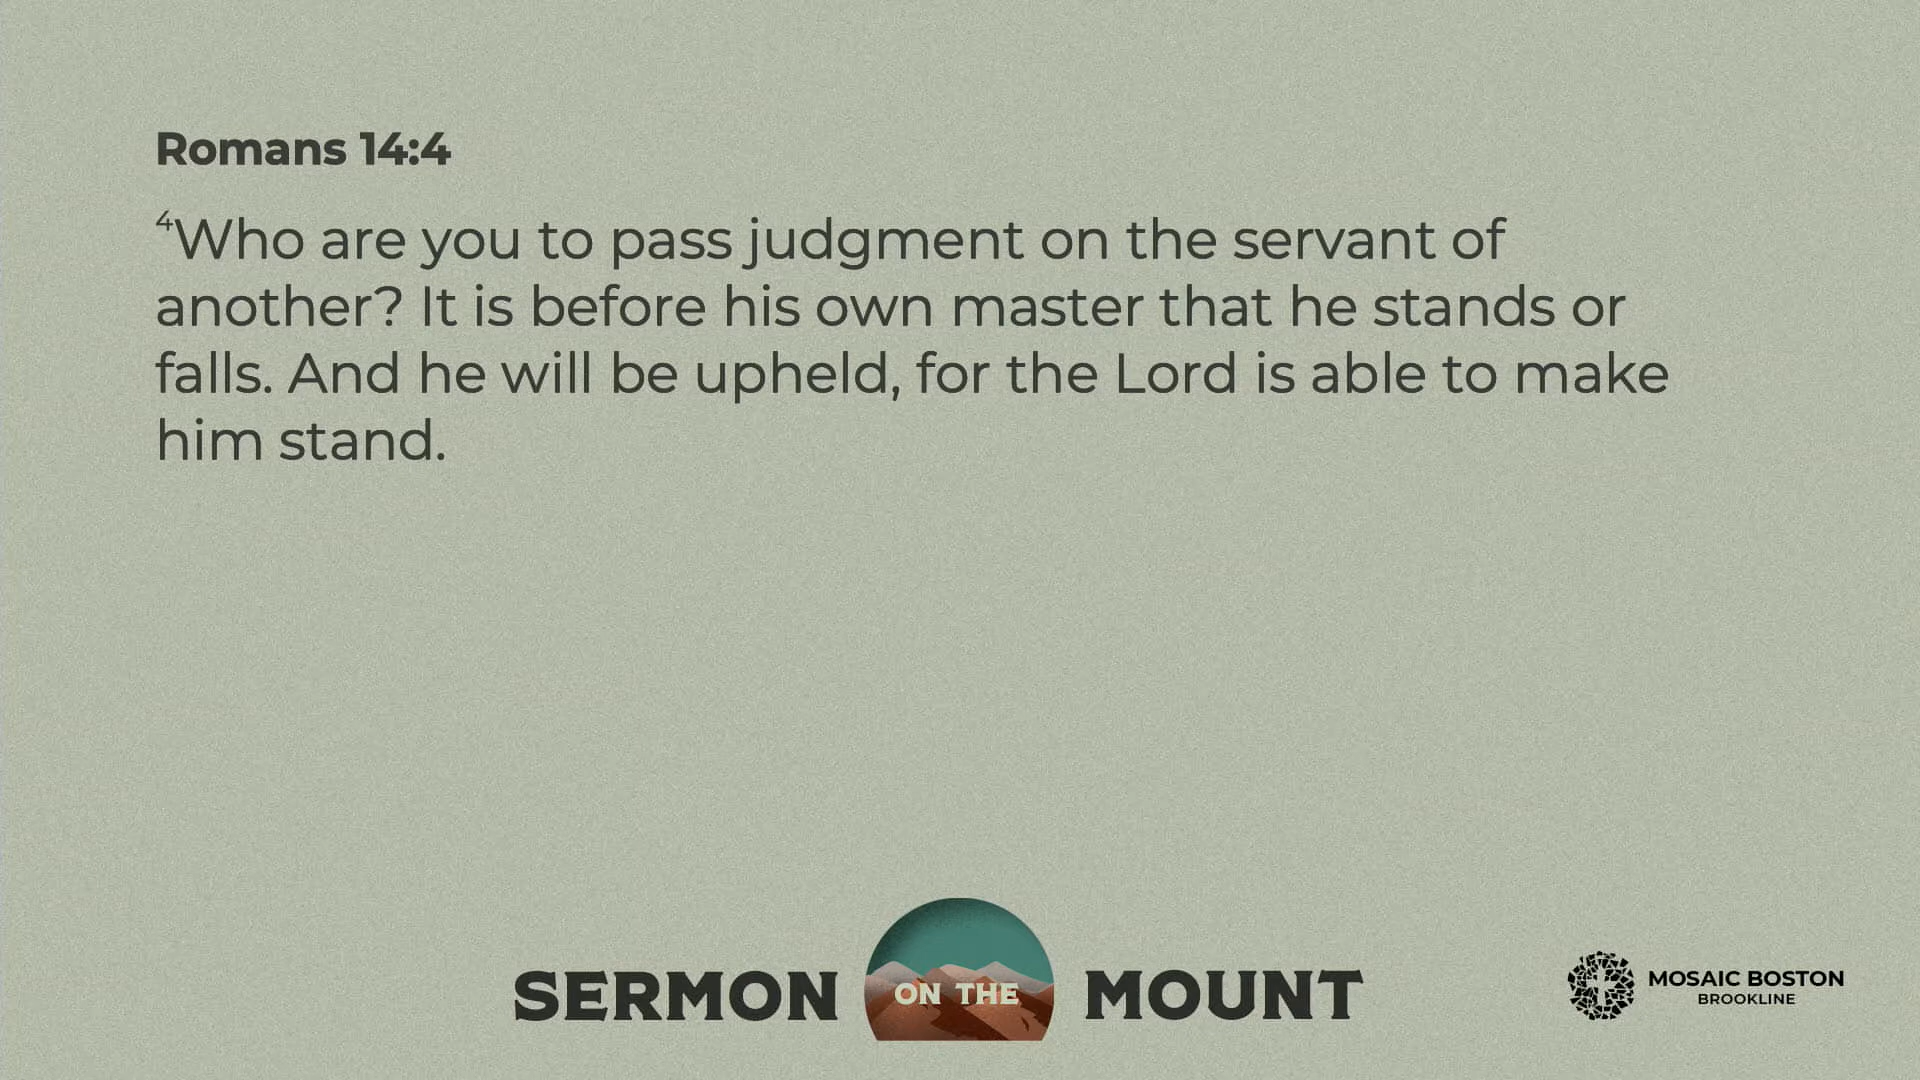 Romans 14:4
4Who are you to pass judgment on the servant of
another? It is before his own master that he stands or
falls. And he will be upheld, for the Lord is able to make
him stand.
SERMON ON THE MOUNT
MOSAIC BOSTON
BROOKLINE